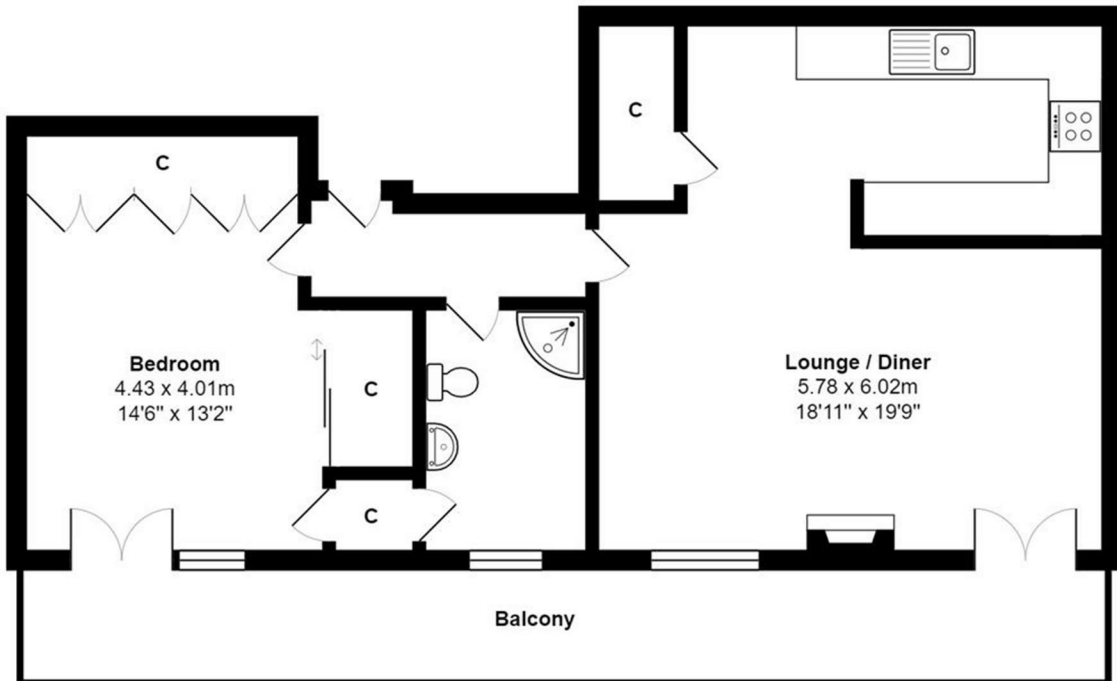 C
C
Bedroom
4.43 x 4.01m
14'6" x 13'2"
C
C
Lounge / Diner
5.78 x 6.02m
18'11" x 19'9"
Balcony